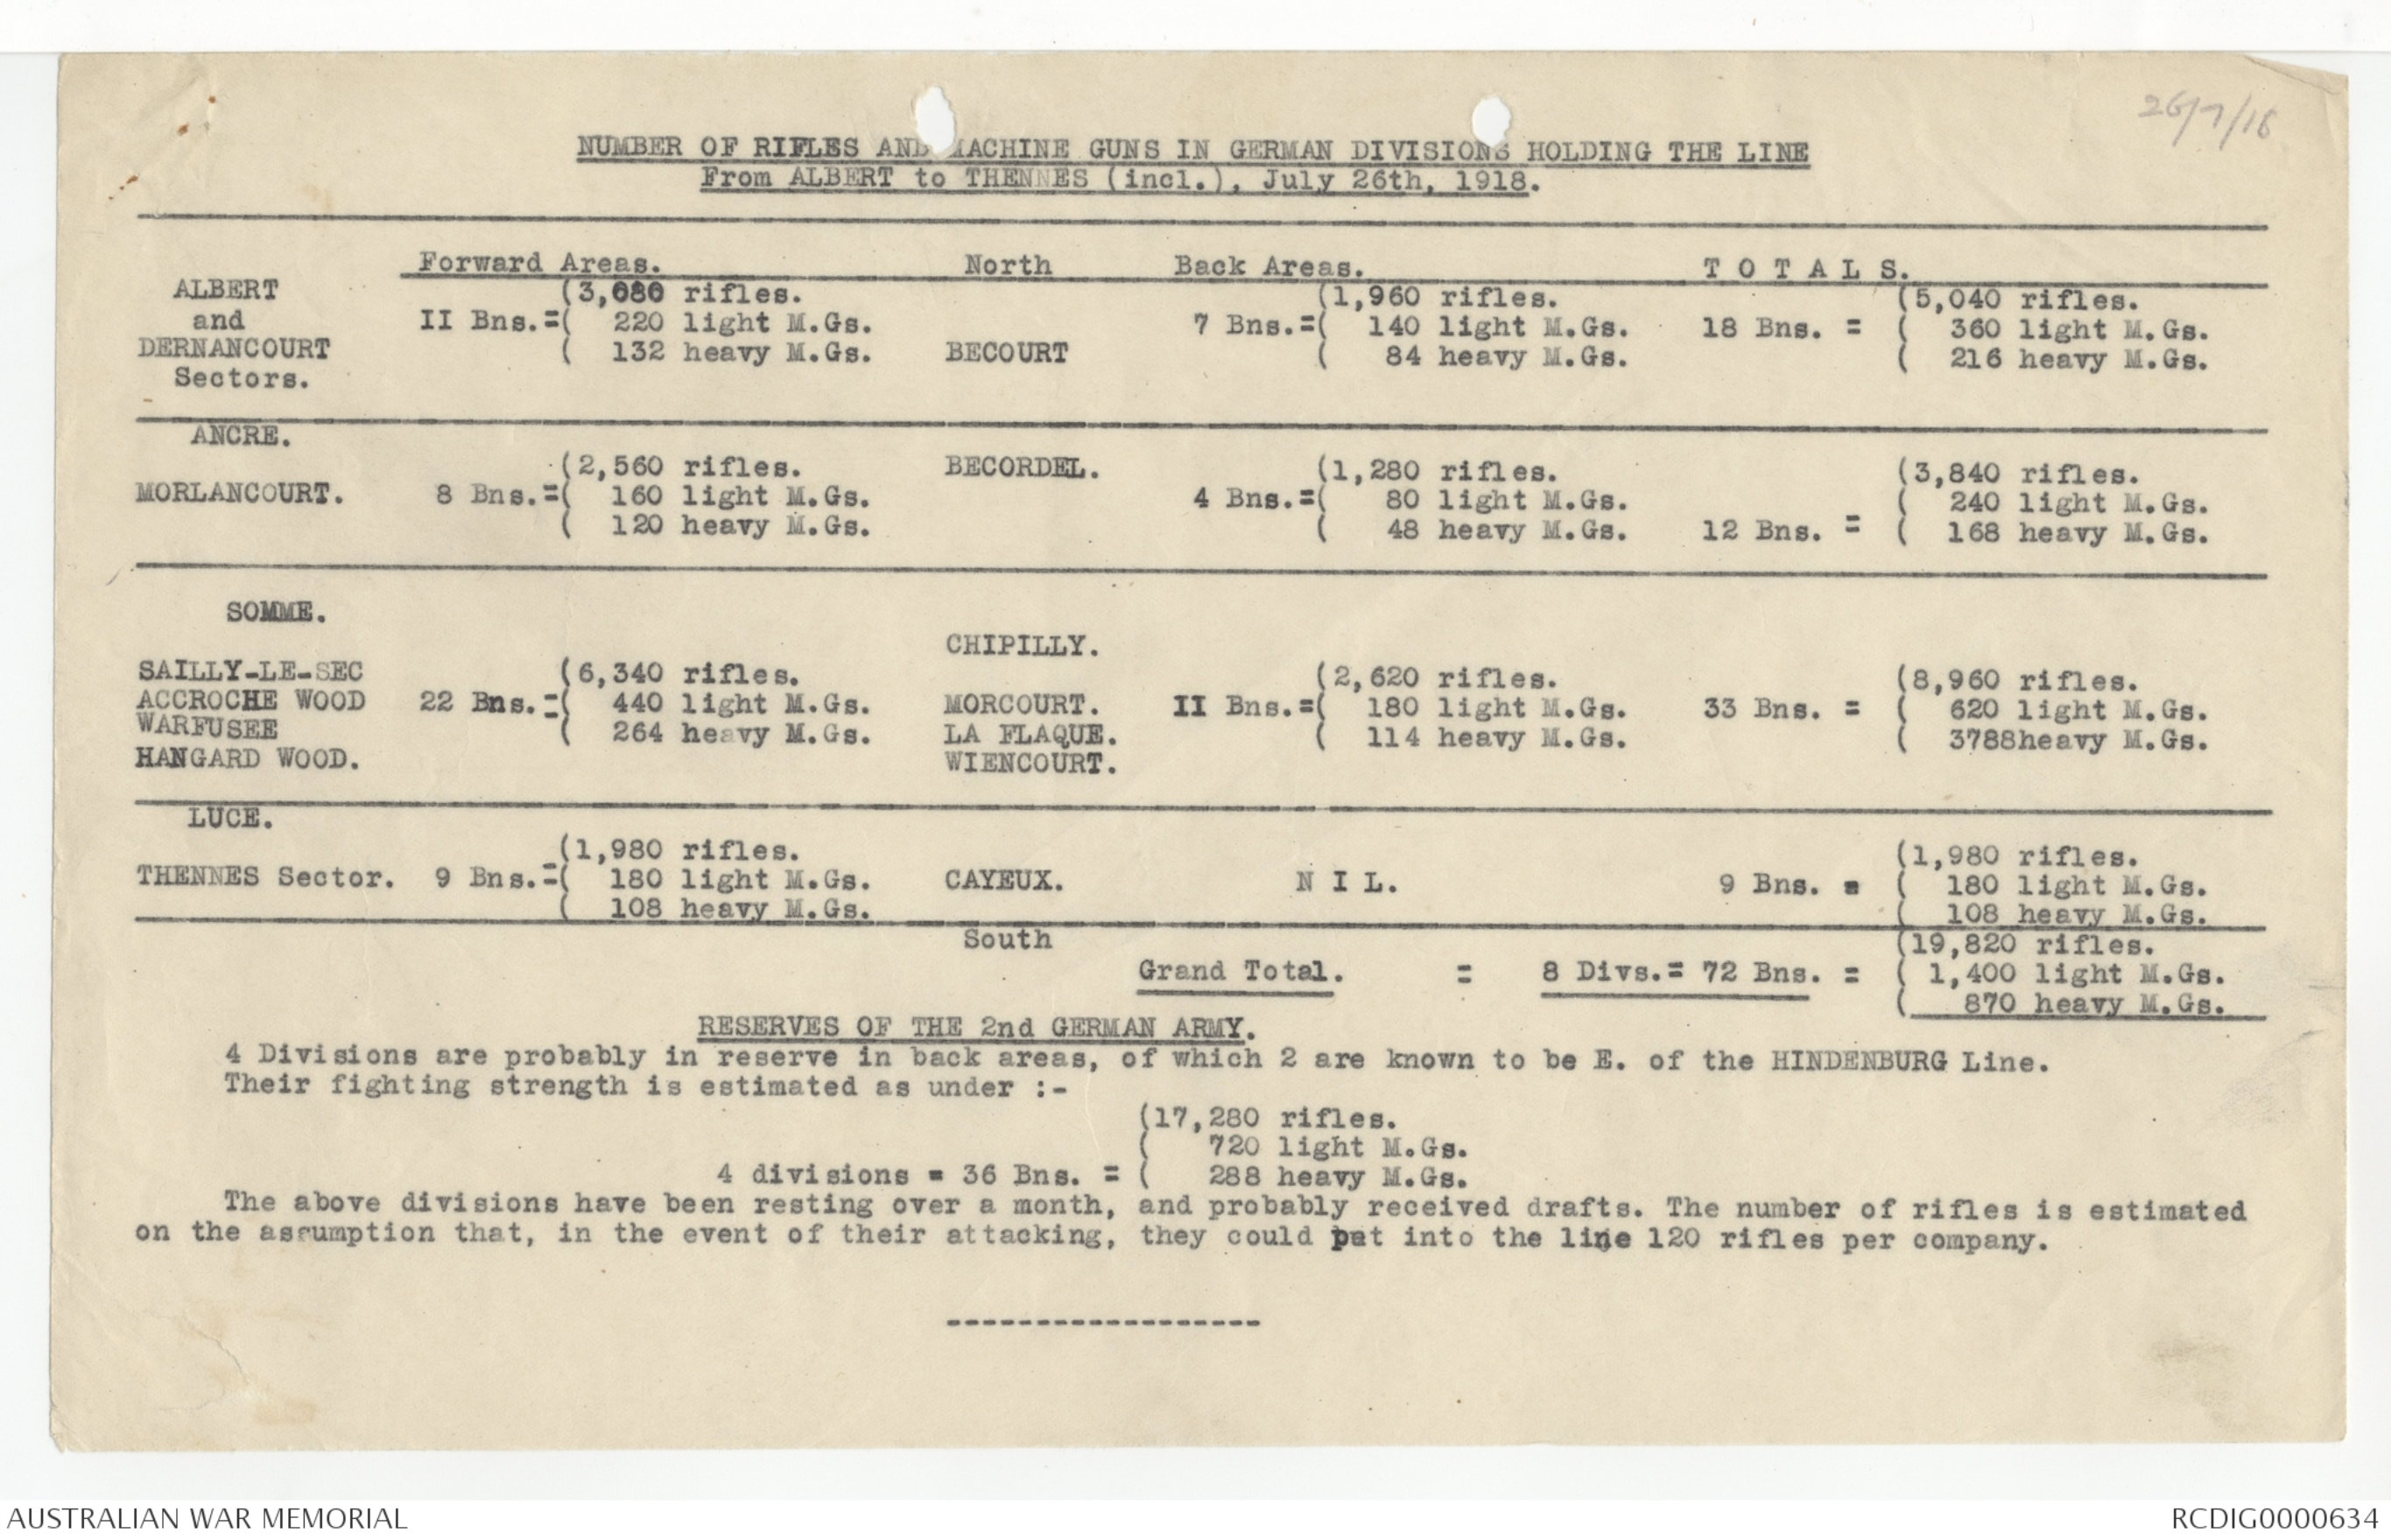 26/7/18
NUMBER OF RIFLES AND MACHINE GUNS IN GERMAN DIVISIONS HOLDING THE LINE
From ALBERT to THENNES (incl.), July 26th, 1918.
Forward Areas. North Back Areas. T O T A L S.
ALBERT (3,080 rifles. (1,960 rifles. (5,040 rifles.
and II Bns.=( 220 light M.Gs. 7 Bns.=( 140 light M.Gs. 18 Bns. = ( 360 light M.Gs.
DERNANCOURT ( 132 heavy M.Gs. BECOURT ( 84 heavy M.Gs. ( 216 heavy M.Gs.
Sectors.
ANCRE.
(2,560 rifles. BECORDEL. (1,280 rifles. (3,840 rifles.
MORLANCOURT. 8 Bns.=( 160 light M.Gs. 4 Bns.=( 80 light M.Gs. ( 240 light M.Gs.
( 120 heavy M.Gs. ( 48 heavy M.Gs. 12 Bns. = ( 168 heavy M.Gs.
SOMME.
CHIPILLY.
SAILLY-LE-SEC (6,340 rifles. (2,620 rifles. (8,960 rifles.
ACCROCHE WOOD 22 Bns.=( 440 light M.Gs. MORCOURT. II Bns.=( 180 light M.Gs. 33 Bns. = ( 620 light M.Gs.
WARFUSEE ( 264 heavy M.Gs. LA FLAQUE. ( 114 heavy M.Gs. ( 3788heavy M.Gs.
HANGARD WOOD. WIENCOURT.
LUCE.
(1,980 rifles. (1,980 rifles.
THENNES Sector. 9 Bns.=( 180 light M.Gs. CAYEUX. N I L. 9 Bns. = ( 180 light M.Gs.
( 108 heavy M.Gs. ( 108 heavy M.Gs.
South (19,820 rifles.
Grand Total. = 8 Divs.= 72 Bns. = ( 1,400 light M.Gs.
( 870 heavy M.Gs.
RESERVES OF THE 2nd GERMAN ARMY.
4 Divisions are probably in reserve in back areas, of which 2 are known to be E. of the HINDENBURG Line.
Their fighting strength is estimated as under :-
(17,280 rifles.
( 720 light M.Gs.
4 divisions = 36 Bns. = ( 288 heavy M.Gs.
The above divisions have been resting over a month, and probably received drafts. The number of rifles is estimated
on the assumption that, in the event of their attacking, they could put into the line 120 rifles per company.
------------------
AUSTRALIAN WAR MEMORIAL RCDIG0000634